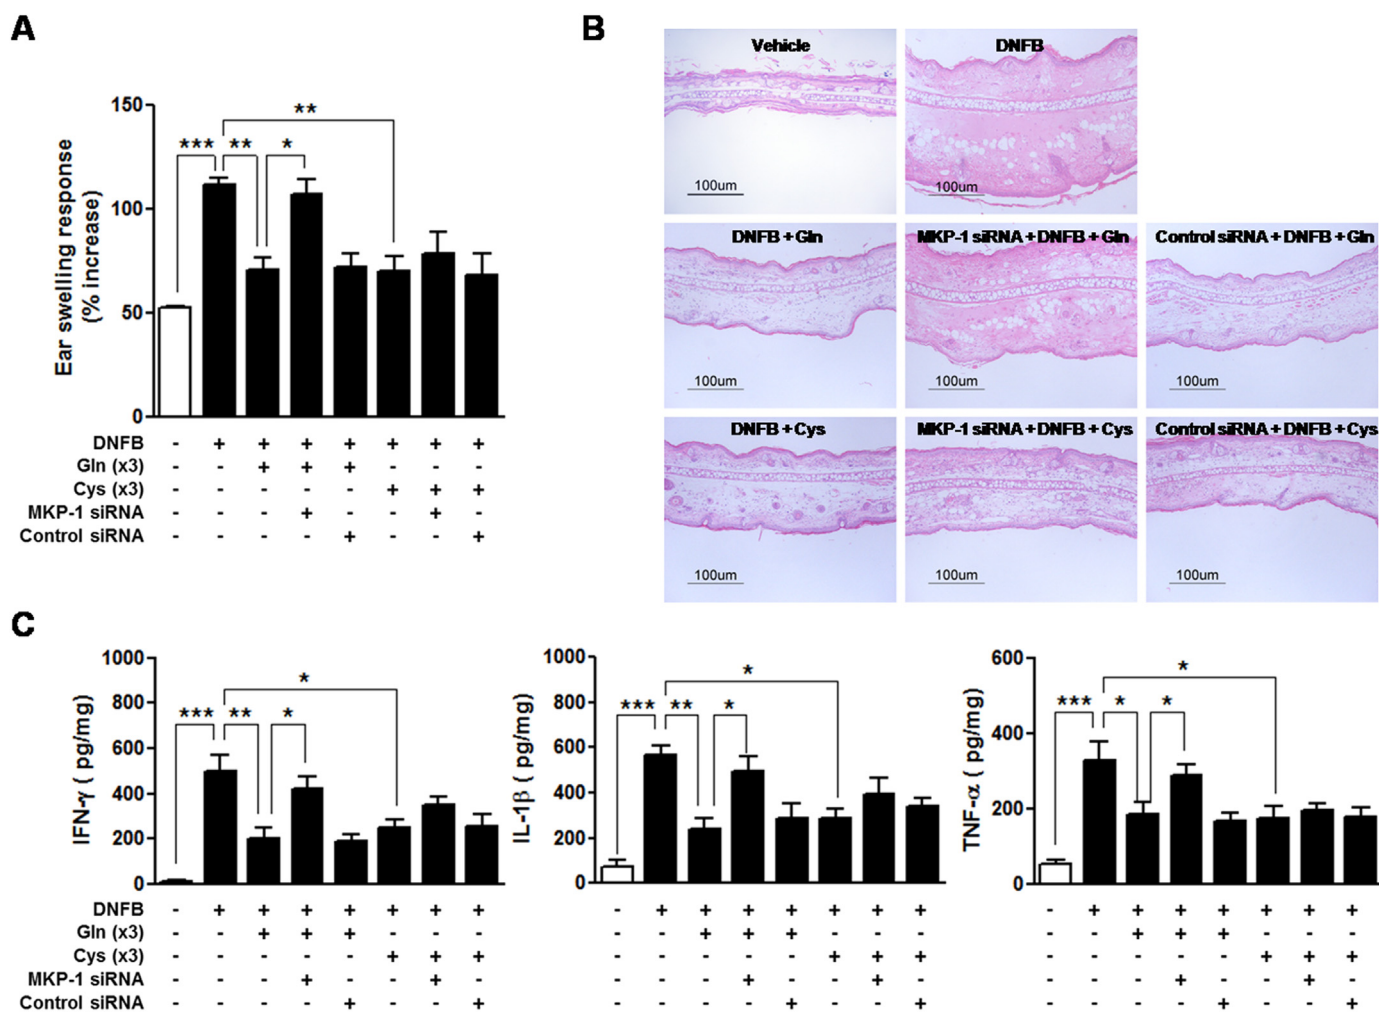 A
B
150
100
50
0
Ear swelling response
(% increase)
***
**
*
**
DNFB - + + + + + + +
Gln (x3) - - + + + - - -
Cys (x3) - - - - - + + +
MKP-1 siRNA - - - + - - + -
Control siRNA - - - - + - - +
Vehicle
100um
DNFB
100um
DNFB + Gln
100um
MKP-1 siRNA + DNFB + Gln
100um
Control siRNA + DNFB + Gln
100um
DNFB + Cys
100um
MKP-1 siRNA + DNFB + Cys
100um
Control siRNA + DNFB + Cys
100um
C
1000
800
600
400
200
0
IFN-γ ( pg/mg)
***
**
*
*
DNFB - + + + + + + +
Gln (x3) - - + + + - - -
Cys (x3) - - - - - + + +
MKP-1 siRNA - - - + - - + -
Control siRNA - - - - + - - +
1000
800
600
400
200
0
IL-1β ( pg/mg)
***
**
*
*
- + + + + + + +
- - + + + - - -
- - - - - + + +
- - - + - - + -
- - - - + - - +
600
400
200
0
TNF-α ( pg/mg)
***
*
*
*
- + + + + + + +
- - + + + - - -
- - - - - + + +
- - - + - - + -
- - - - + - - +